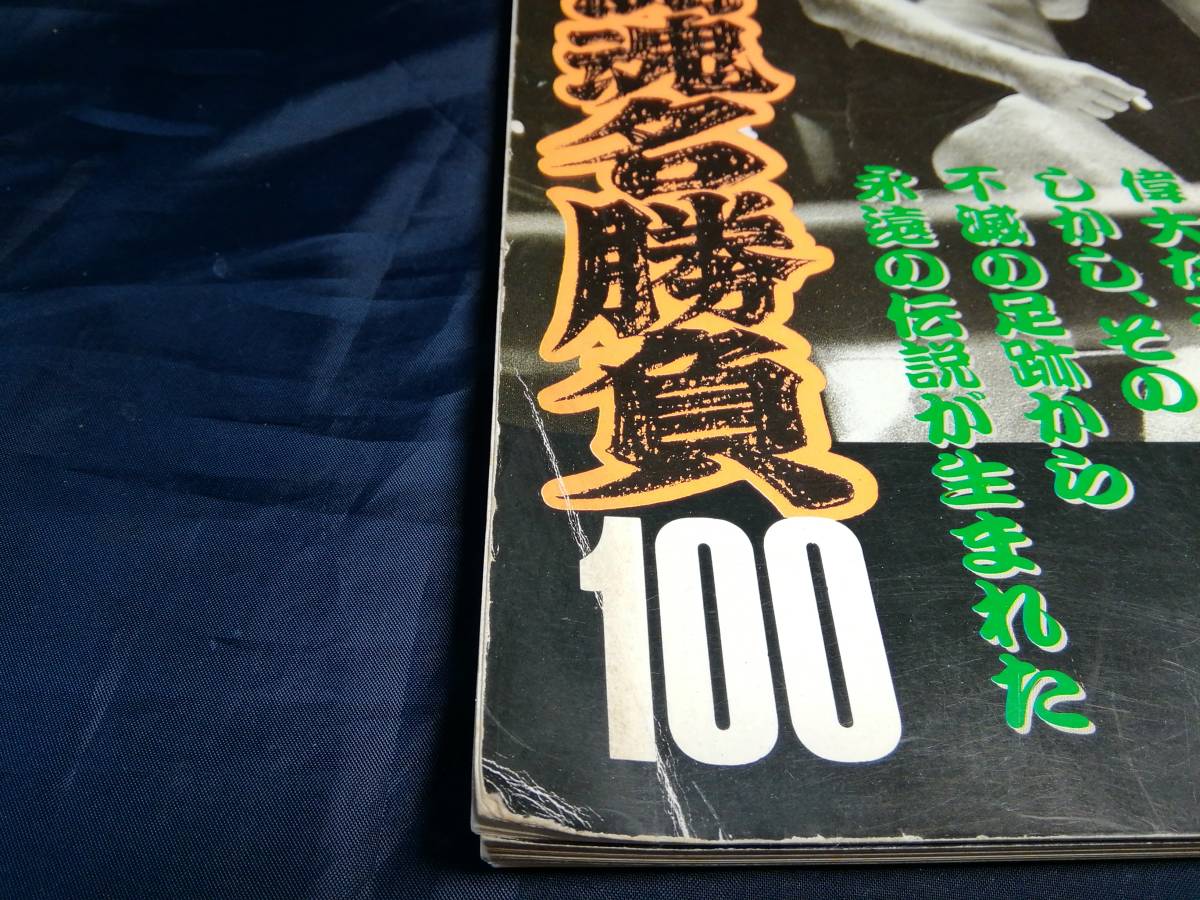 魂名勝負
100
偉大な
しかし、その
不滅の足跡から
永遠の伝説が生まれた